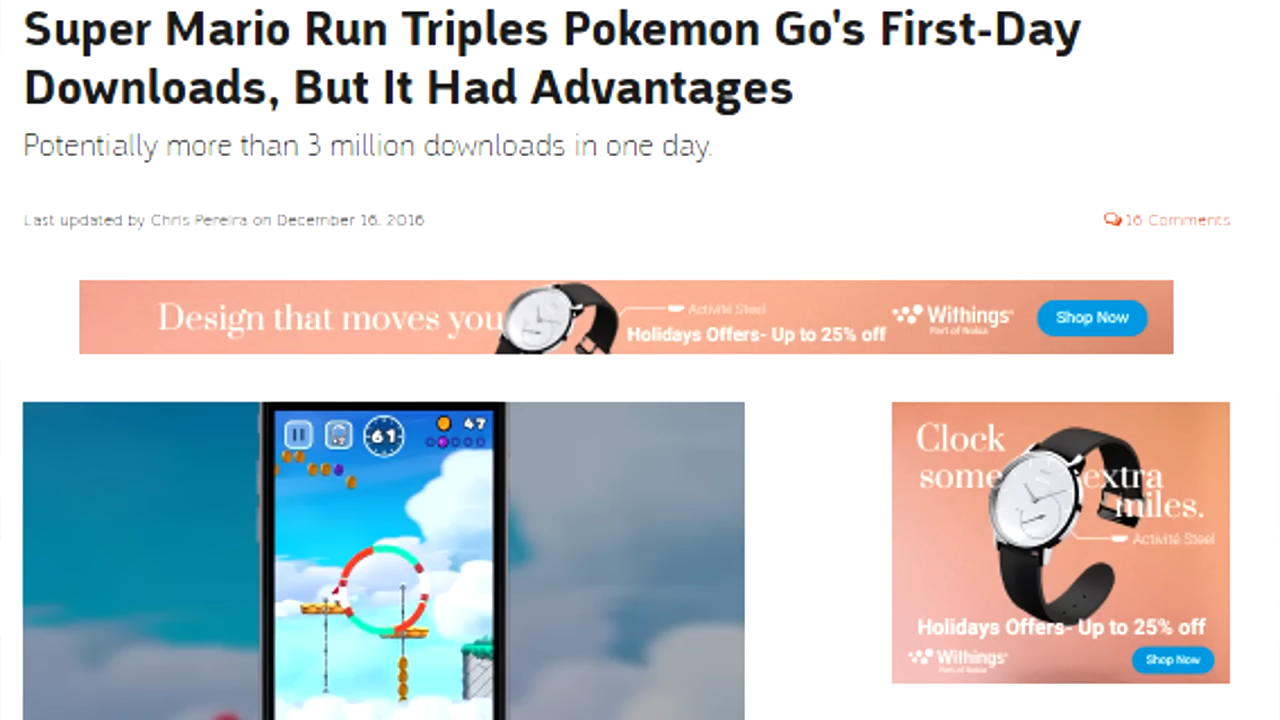 Super Mario Run Triples Pokemon Go's First-Day
Downloads, But It Had Advantages
Potentially more than 3 million downloads in one day.
Last updated by Chris Pereira on December 16, 2016
16 Comments
Design that moves you
Activité Steel
Holidays Offers- Up to 25% off
Withings
Part of Nokia
Shop Now
61
47
Clock
some extra
miles.
Activité Steel
Holidays Offers- Up to 25% off
Withings
Shop Now